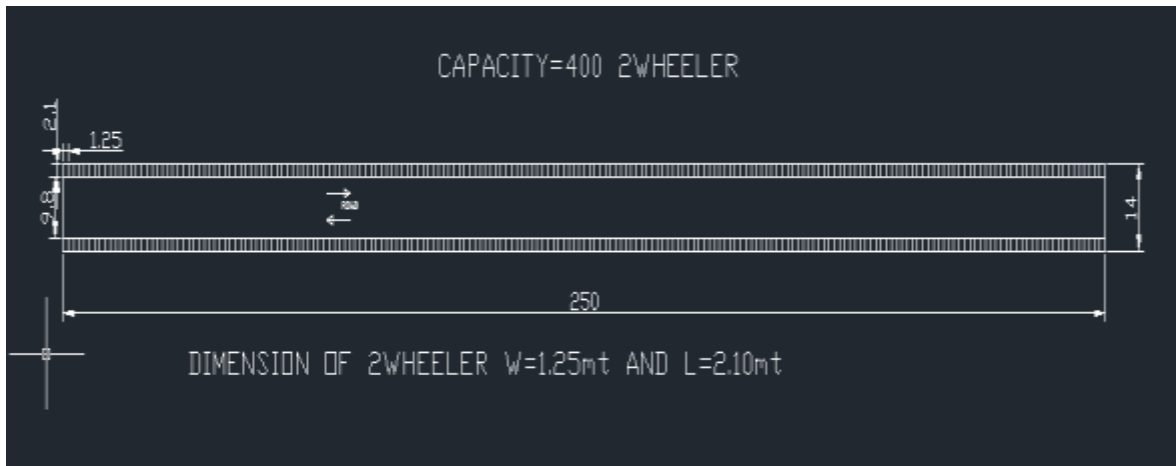 CAPACITY=400 2WHEELER
2.1
1.25
9.8
ROAD
14
250
DIMENSION OF 2WHEELER W=1.25mt AND L=2.10mt